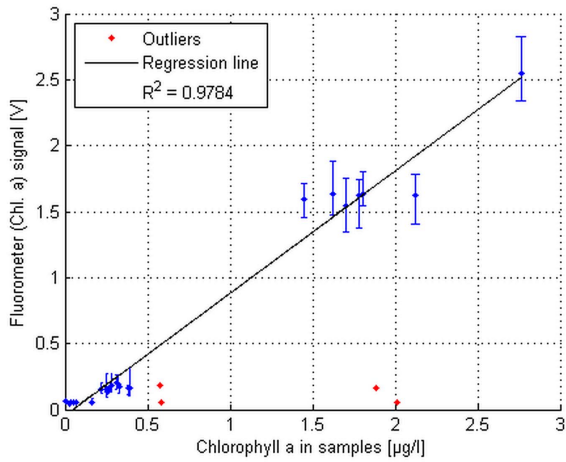 Outliers
Regression line
R² = 0.9784
Fluorometer (Chl. a) signal [V]
3
2.5
2
1.5
1
0.5
0
0 0.5 1 1.5 2 2.5 3
Chlorophyll a in samples [µg/l]